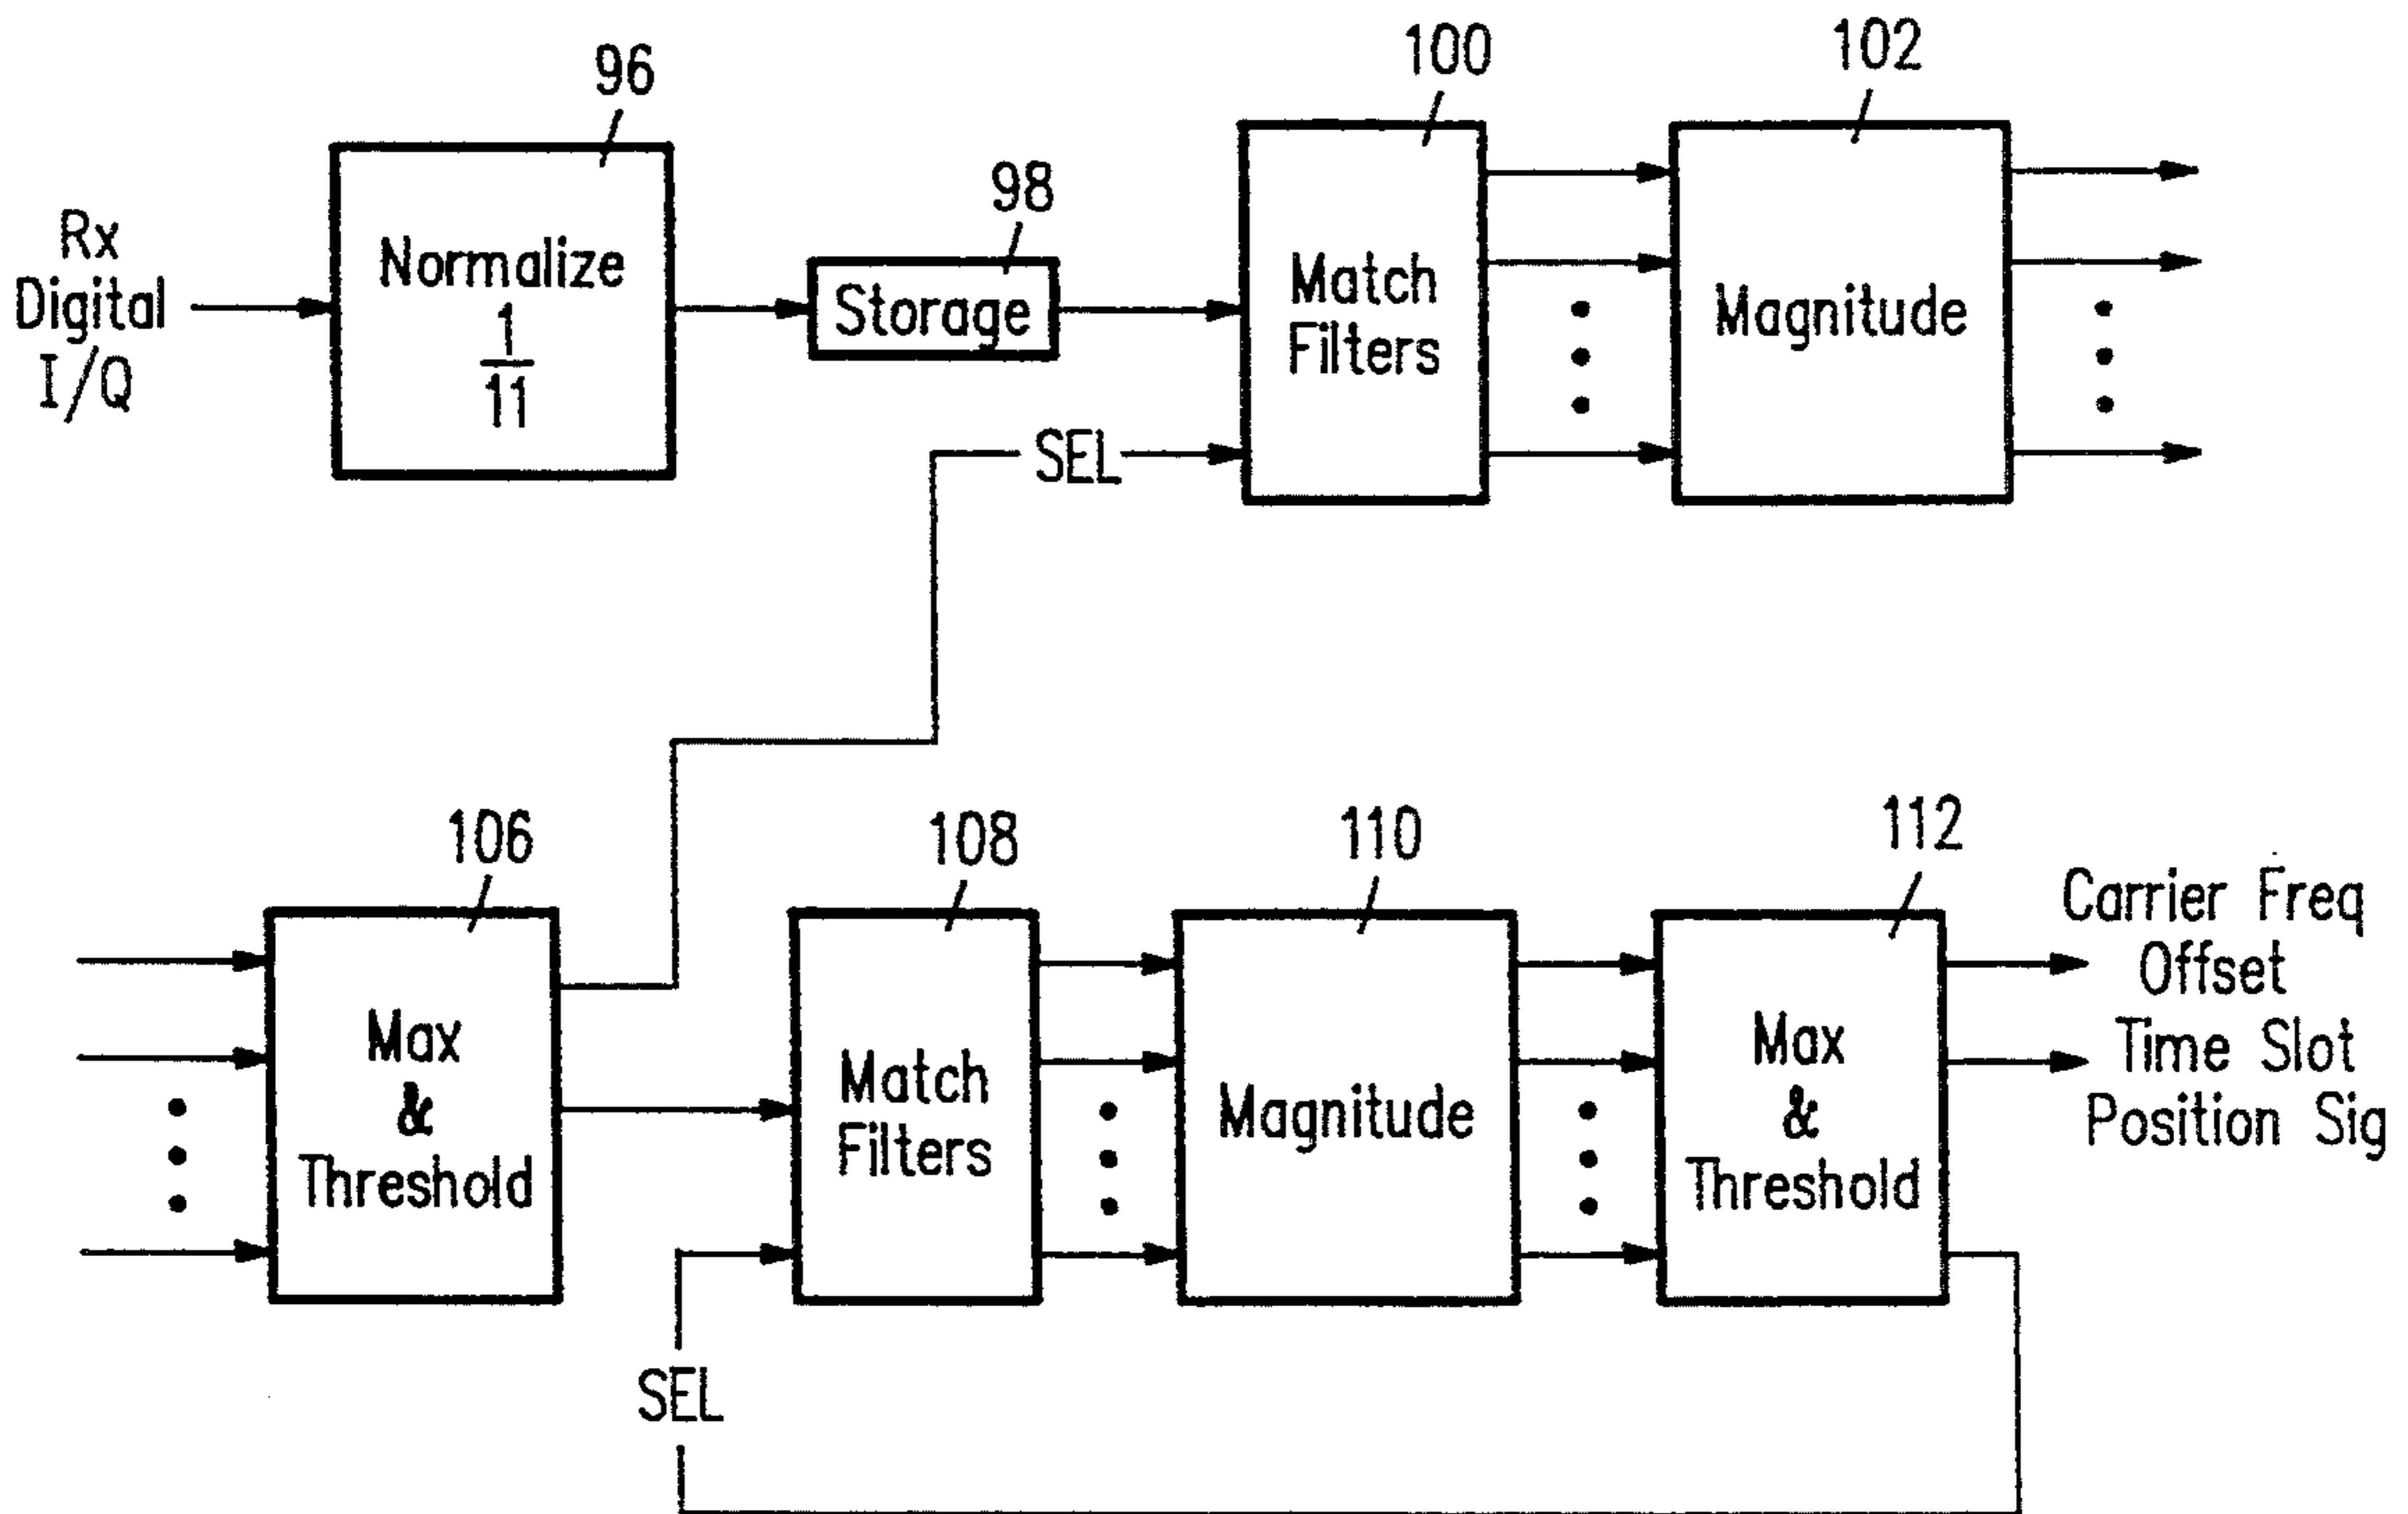 96
100
102
98
Rx
Digital
I/Q
Normalize
1
11
Storage
Match
Filters
Magnitude
SEL
106
108
110
112
Max
&
Threshold
Match
Filters
Magnitude
Max
&
Threshold
Carrier Freq
Offset
Time Slot
Position Sig
SEL